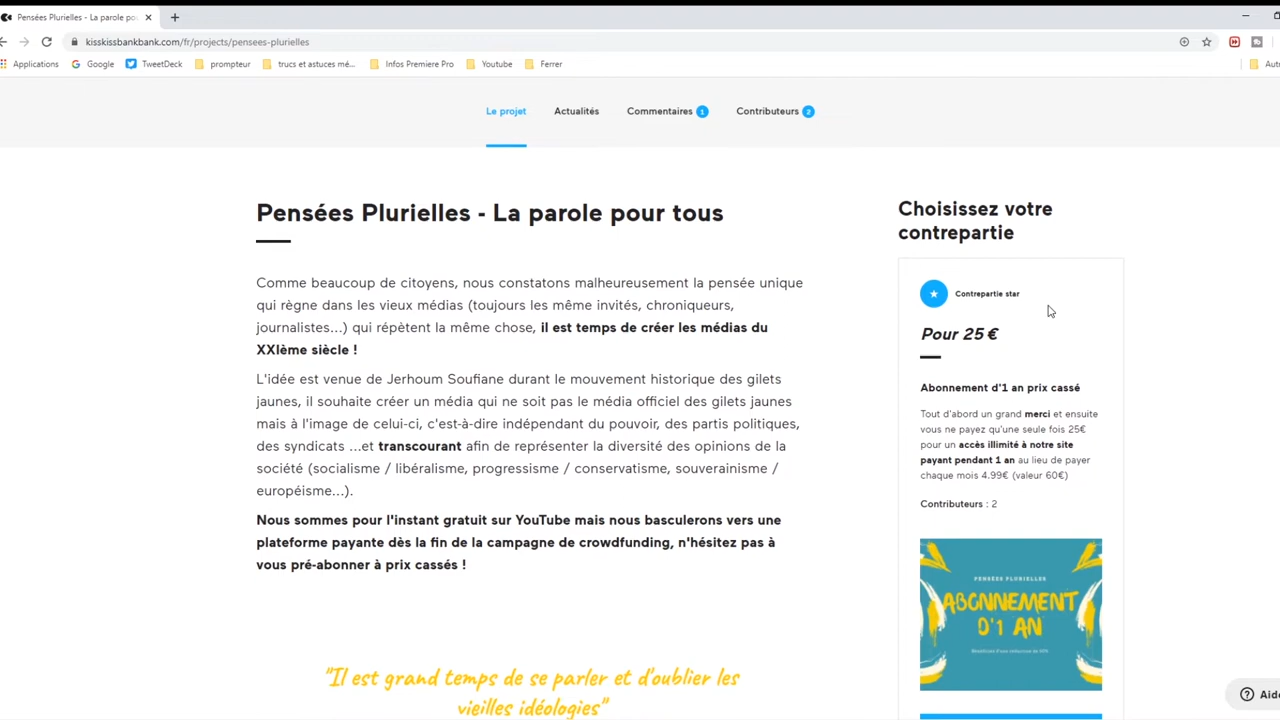 Pensées Plurielles - La parole pou
kisskissbankbank.com/fr/projects/pensees-plurielles
Applications
Google
TweetDeck
prompteur
trucs et astuces mé...
Infos Premiere Pro
Youtube
Ferrer
Le projet
Actualités
Commentaires 1
Contributeurs 2
Pensées Plurielles - La parole pour tous
Comme beaucoup de citoyens, nous constatons malheureusement la pensée unique
qui règne dans les vieux médias (toujours les même invités, chroniqueurs,
journalistes...) qui répètent la même chose, il est temps de créer les médias du
XXIème siècle !
L'idée est venue de Jerhoum Soufiane durant le mouvement historique des gilets
jaunes, il souhaite créer un média qui ne soit pas le média officiel des gilets jaunes
mais à l'image de celui-ci, c'est-à-dire indépendant du pouvoir, des partis politiques,
des syndicats ...et transcourant afin de représenter la diversité des opinions de la
société (socialisme / libéralisme, progressisme / conservatisme, souverainisme /
européisme...).
Nous sommes pour l'instant gratuit sur YouTube mais nous basculerons vers une
plateforme payante dès la fin de la campagne de crowdfunding, n'hésitez pas à
vous pré-abonner à prix cassés !
"Il est grand temps de se parler et d'oublier les
vieilles idéologies"
Choisissez votre
contrepartie
Contrepartie star
Pour 25 €
Abonnement d'1 an prix cassé
Tout d'abord un grand merci et ensuite
vous ne payez qu'une seule fois 25€
pour un accès illimité à notre site
payant pendant 1 an au lieu de payer
chaque mois 4.99€ (valeur 60€)
Contributeurs : 2
PENSÉES PLURIELLES
ABONNEMENT
D'1 AN
Aide